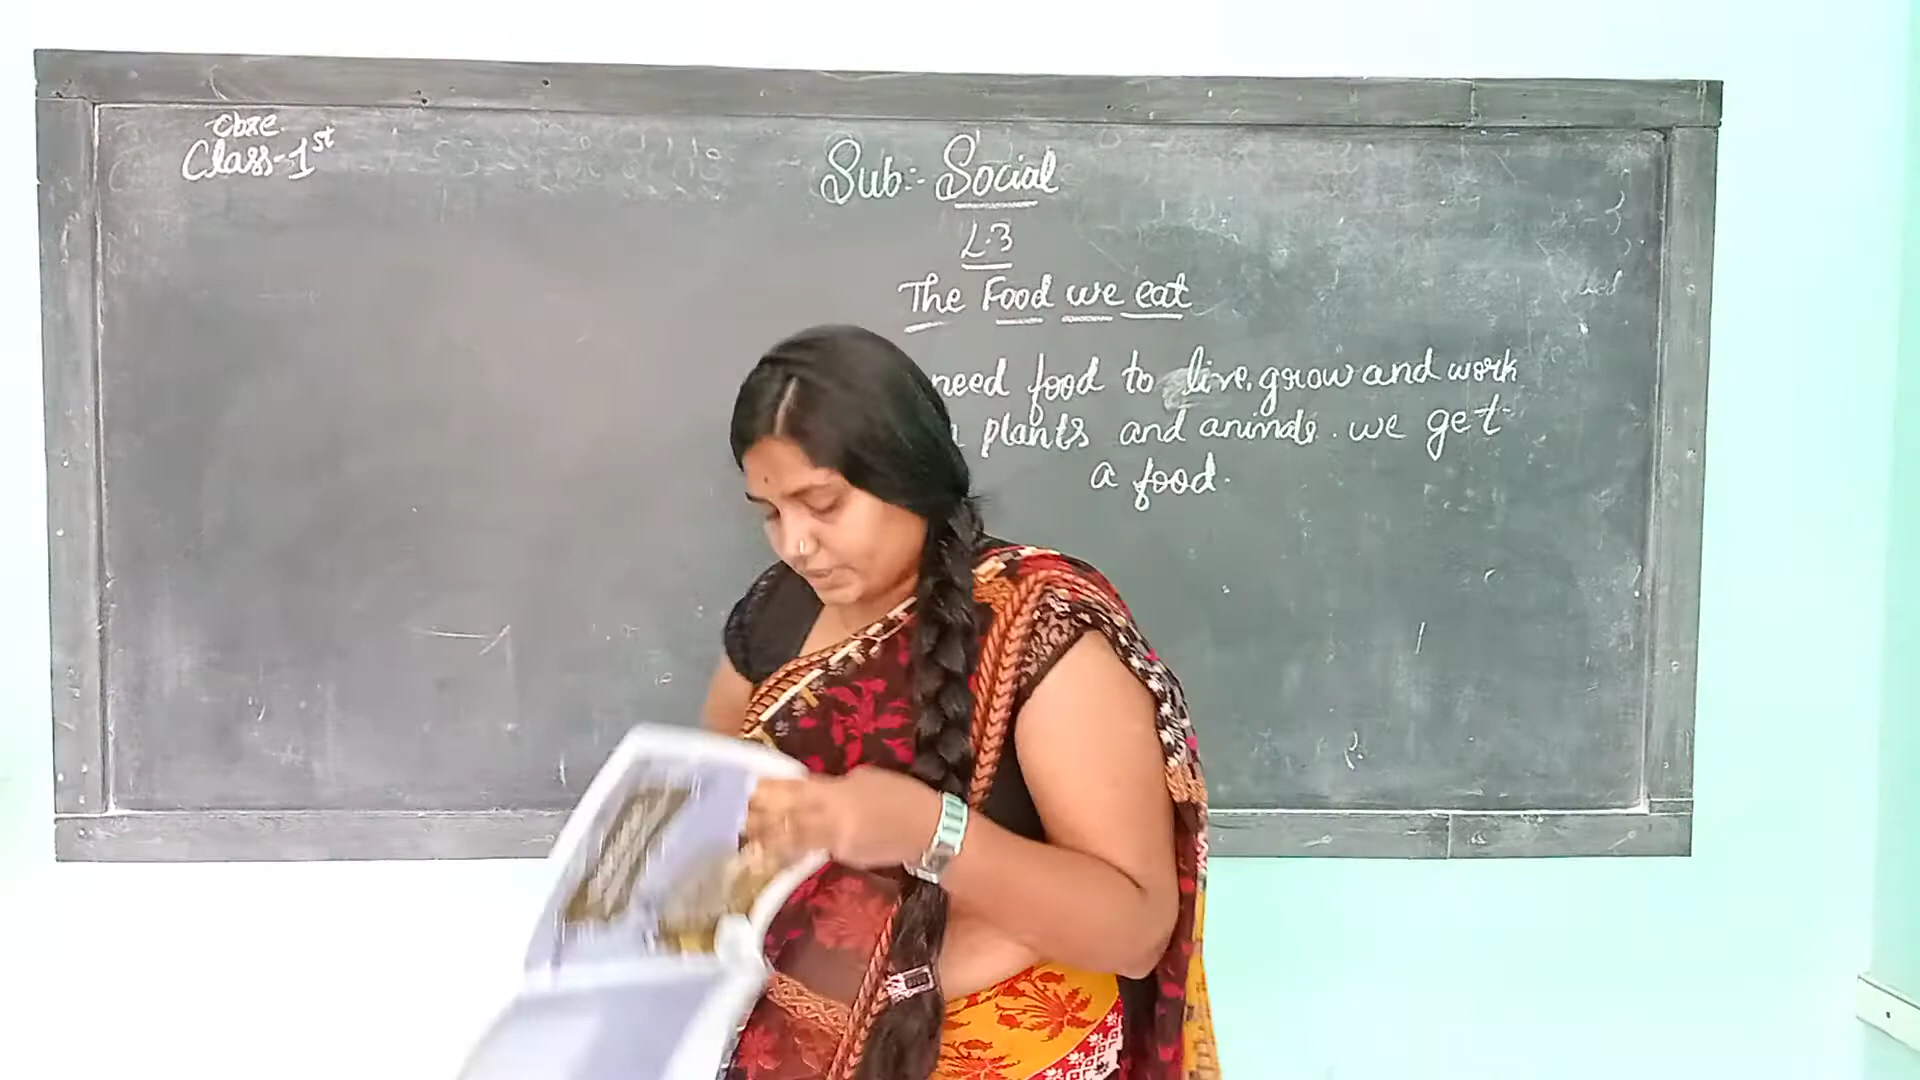 CBSE
Class-1st
Sub:- Social
L.3
The Food we eat
need food to live, grow and work
plants and animals. we get
a food.